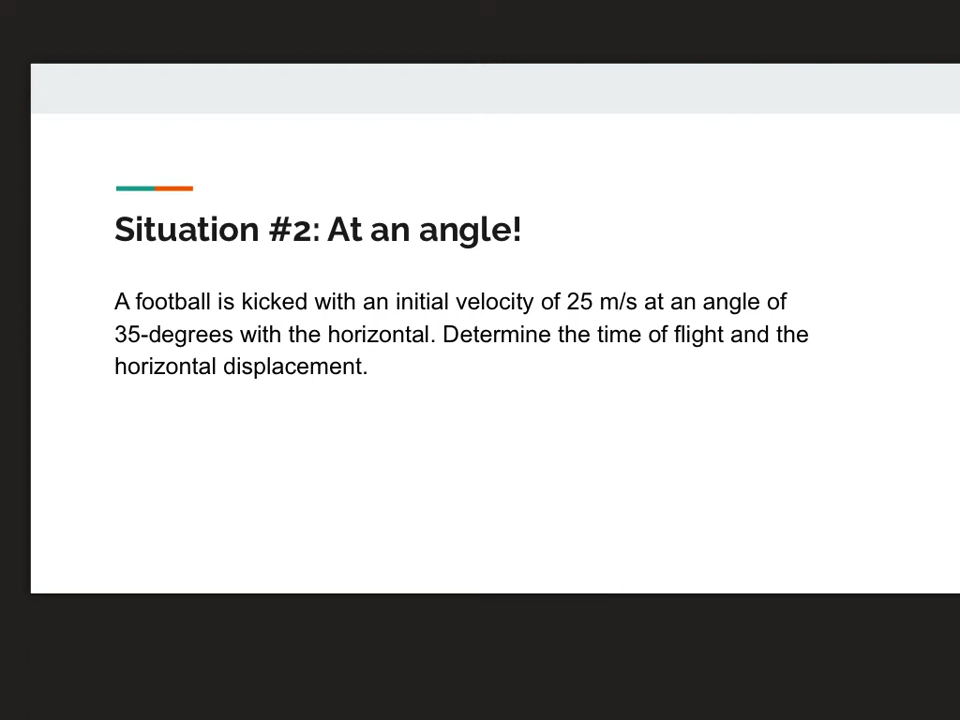 Situation #2: At an angle!
A football is kicked with an initial velocity of 25 m/s at an angle of
35-degrees with the horizontal. Determine the time of flight and the
horizontal displacement.